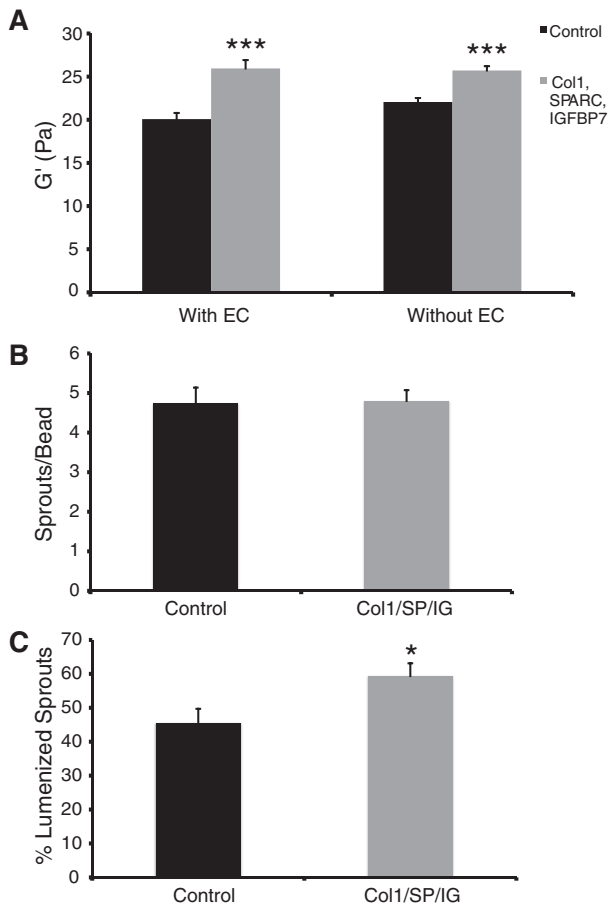 A
30
25
20
15
10
5
0
G' (Pa)
***
***
Control
Col1,
SPARC,
IGFBP7
With EC
Without EC
B
6
5
4
3
2
1
0
Sprouts/Bead
Control
Col1/SP/IG
C
70
60
50
40
30
20
10
0
% Lumenized Sprouts
*
Control
Col1/SP/IG